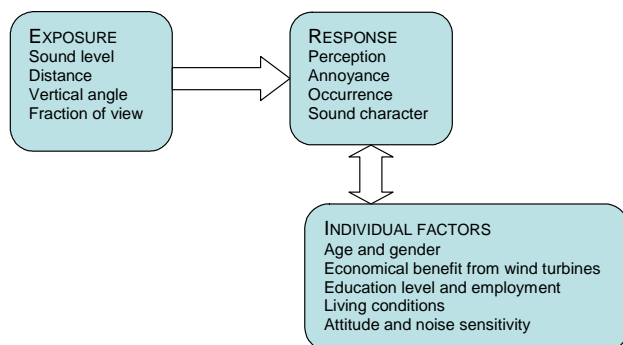 EXPOSURE
Sound level
Distance
Vertical angle
Fraction of view
RESPONSE
Perception
Annoyance
Occurrence
Sound character
INDIVIDUAL FACTORS
Age and gender
Economical benefit from wind turbines
Education level and employment
Living conditions
Attitude and noise sensitivity